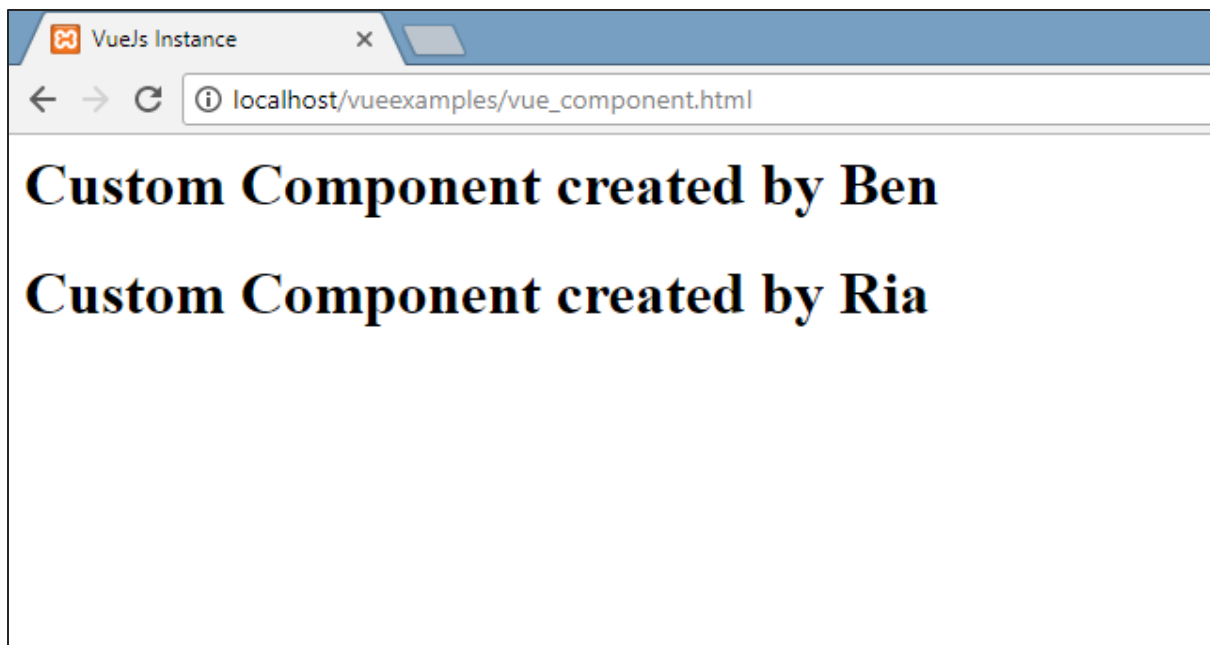 VueJs Instance
localhost/vueexamples/vue_component.html
Custom Component created by Ben
Custom Component created by Ria